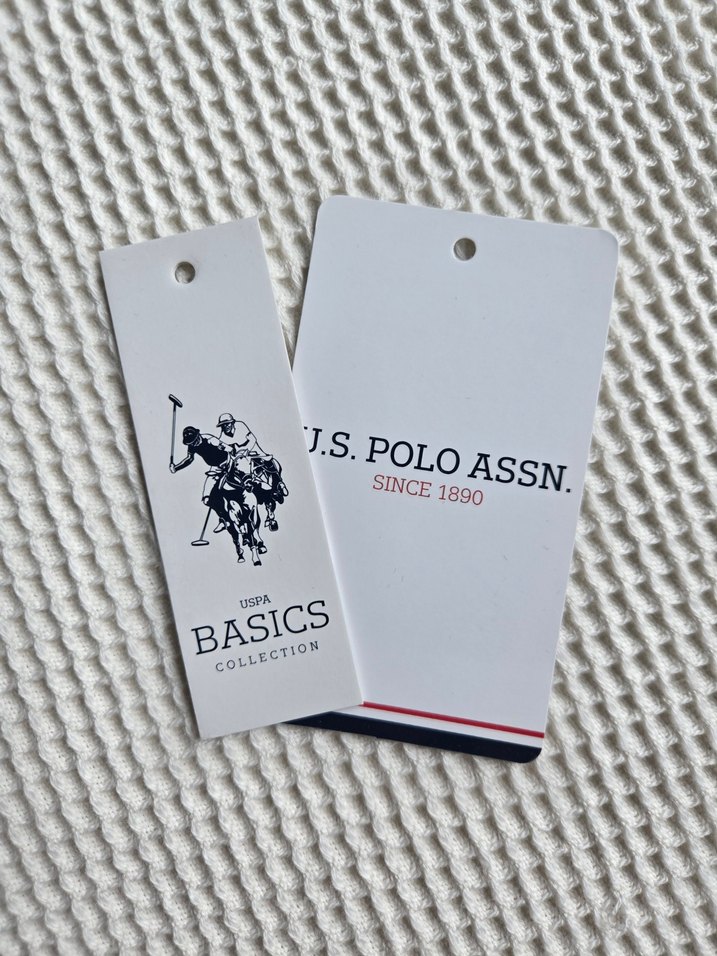 USPA
BASICS
COLLECTION
U.S. POLO ASSN.
SINCE 1890